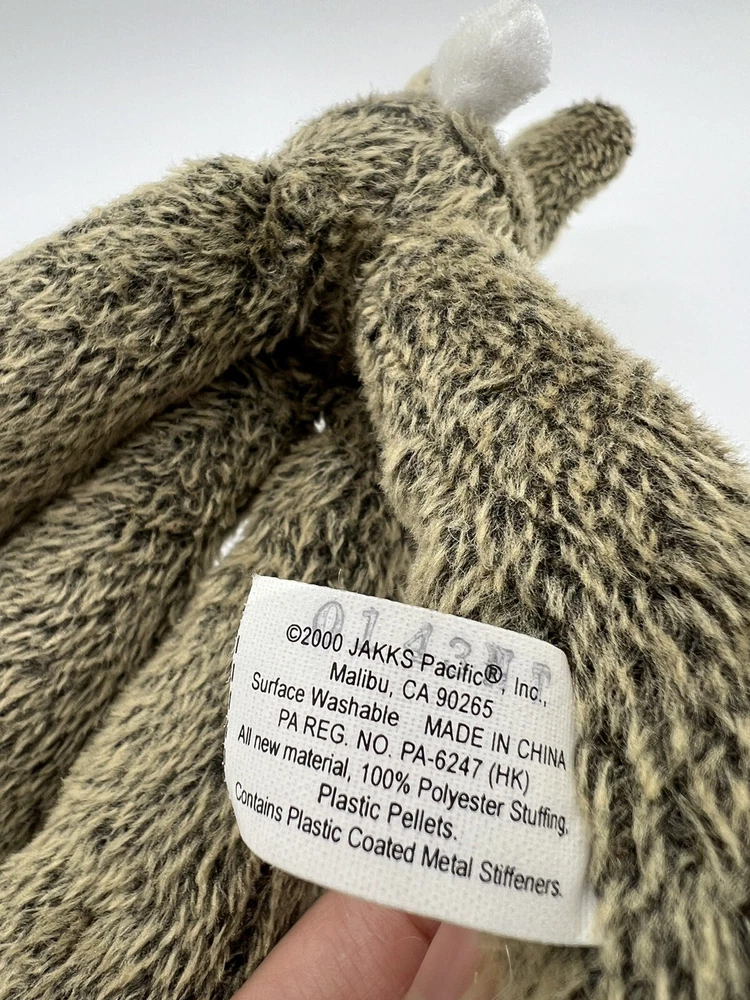 ©2000 JAKKS Pacific®, Inc.,
Malibu, CA 90265
Surface Washable MADE IN CHINA
PA REG. NO. PA-6247 (HK)
All new material, 100% Polyester Stuffing,
Plastic Pellets.
Contains Plastic Coated Metal Stiffeners.